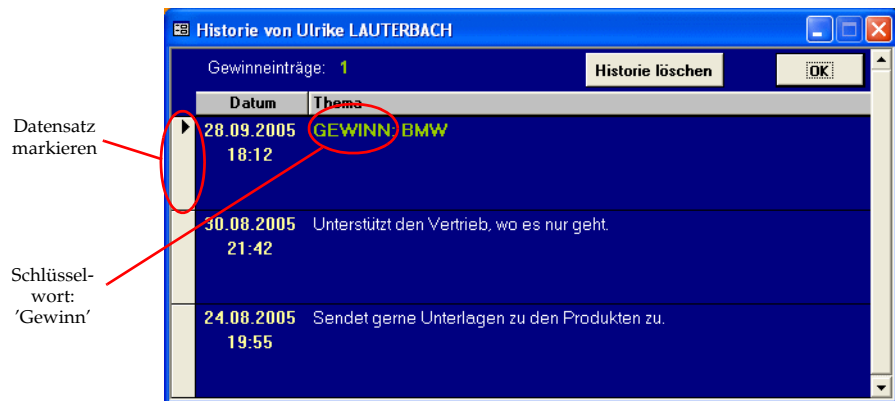 Historie von Ulrike LAUTERBACH
Gewinneinträge: 1
Historie löschen
OK
Datum
Thema
Datensatz
markieren
28.09.2005
18:12
GEWINN: BMW
30.08.2005
21:42
Unterstützt den Vertrieb, wo es nur geht.
Schlüssel-
wort:
’Gewinn’
24.08.2005
19:55
Sendet gerne Unterlagen zu den Produkten zu.